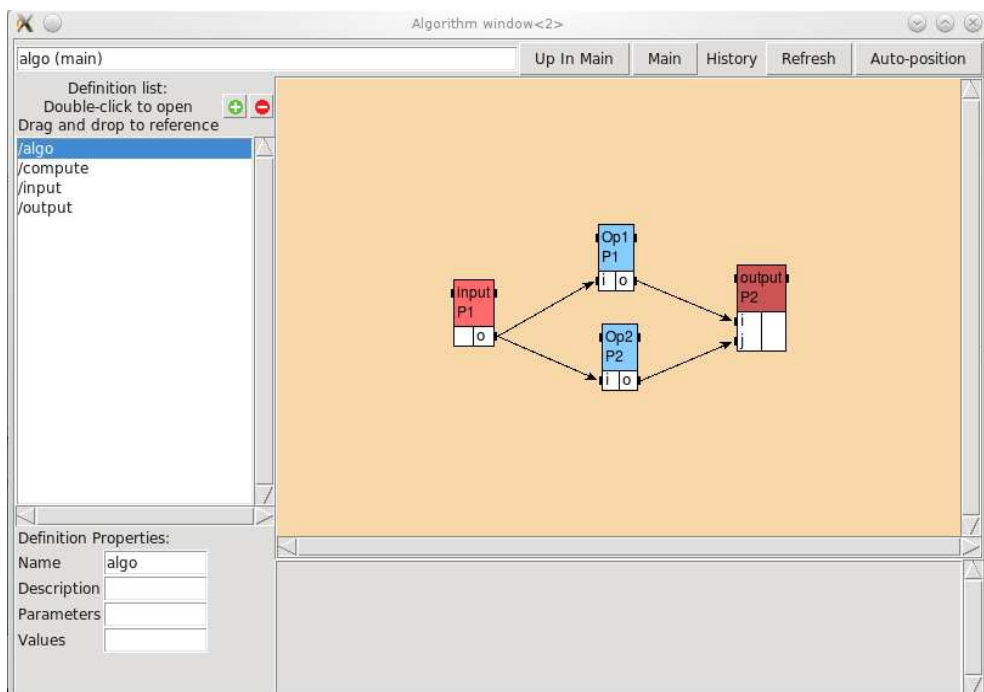 Algorithm window<2>
algo (main)
Up In Main
Main
History
Refresh
Auto-position
Definition list:
Double-click to open
Drag and drop to reference
/algo
/compute
/input
/output
Op1
P1
i o
input
P1
o
output
P2
i
j
Op2
P2
i o
Definition Properties:
Name algo
Description
Parameters
Values